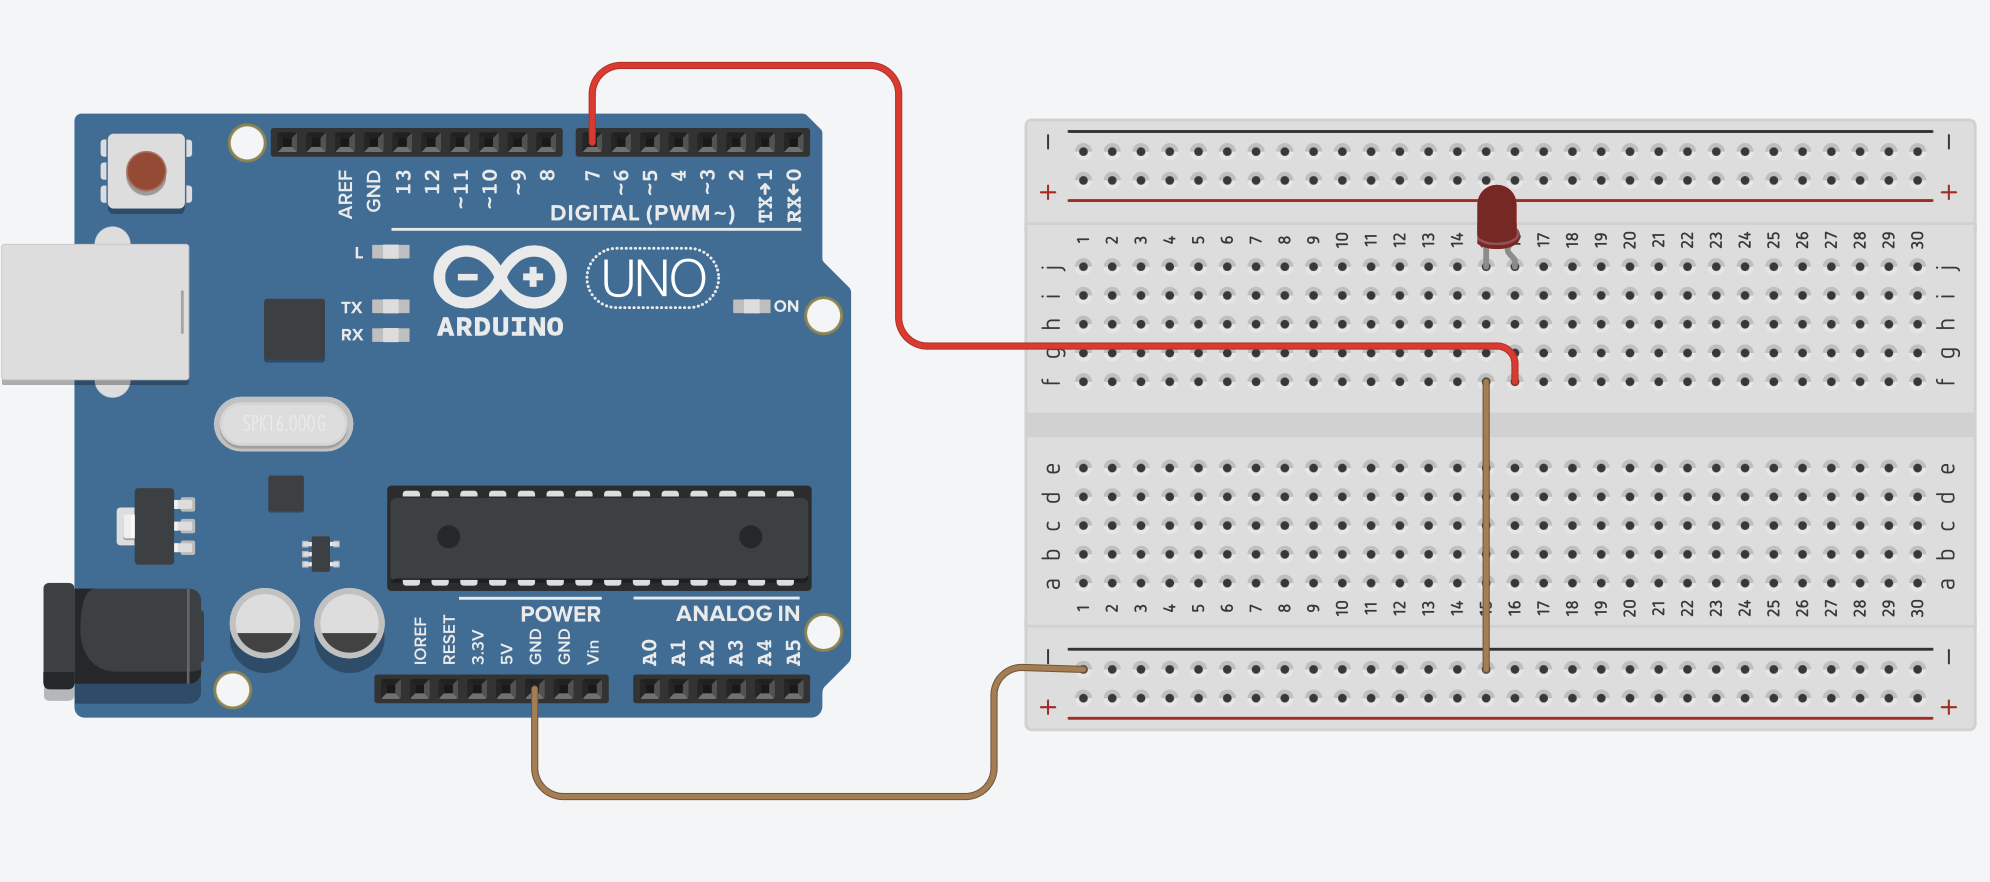 AREF
GND
13
12
~11
~10
~9
8
7
~6
~5
4
~3
2
TX→1
RX←0
DIGITAL (PWM~)
L
TX
RX
UNO
ON
ARDUINO
SPK16.000G
POWER
ANALOG IN
IOREF
RESET
3.3V
5V
GND
GND
Vin
A0
A1
A2
A3
A4
A5
− −
+ +
1 2 3 4 5 6 7 8 9 10 11 12 13 14 17 18 19 20 21 22 23 24 25 26 27 28 29 30
j j
i i
h h
g g
f f
e e
d d
c c
b b
a a
1 2 3 4 5 6 7 8 9 10 11 12 13 14 15 16 17 18 19 20 21 22 23 24 25 26 27 28 29 30
− −
+ +